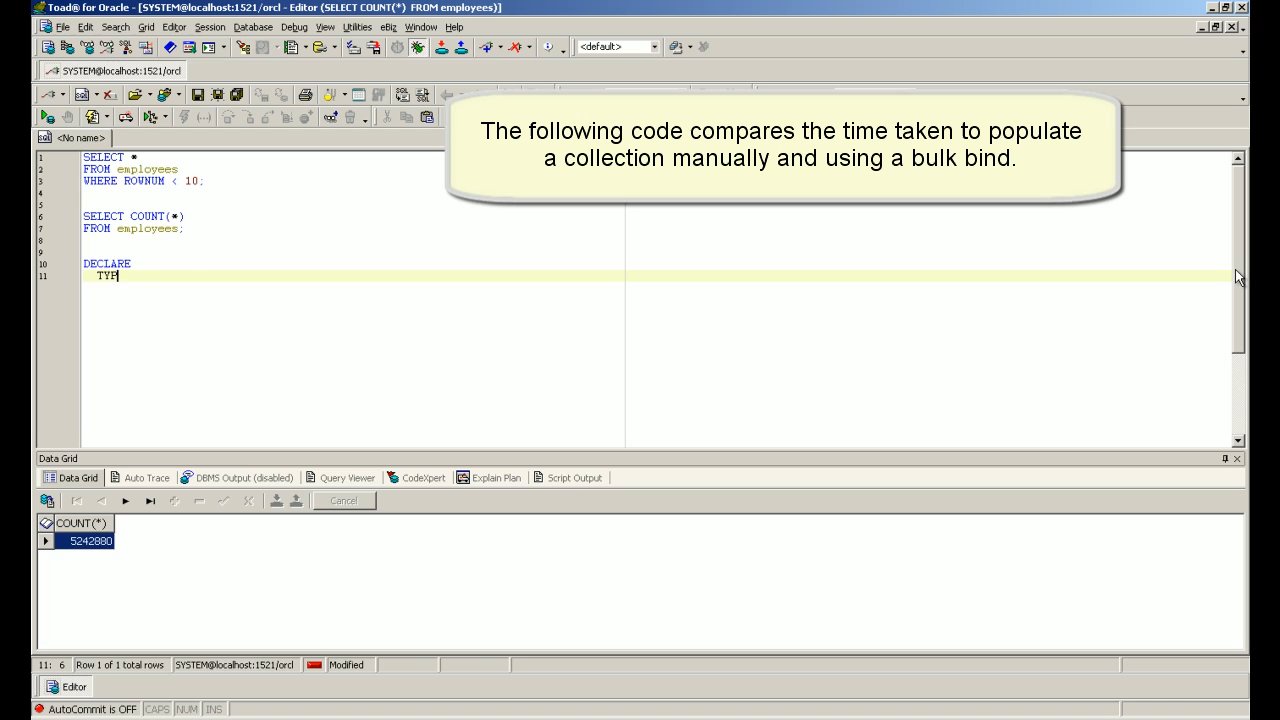 Toad® for Oracle - [SYSTEM@localhost:1521/orcl - Editor (SELECT COUNT(*) FROM employees)]
File Edit Search Grid Editor Session Database Debug View Utilities eBiz Window Help
<default>
SYSTEM@localhost:1521/orcl
The following code compares the time taken to populate
a collection manually and using a bulk bind.
<No name>
1 SELECT *
2 FROM employees
3 WHERE ROWNUM < 10;
4
5
6 SELECT COUNT(*)
7 FROM employees;
8
9
10 DECLARE
11 TYP
Data Grid
Data Grid Auto Trace DBMS Output (disabled) Query Viewer CodeXpert Explain Plan Script Output
Cancel
COUNT(*)
5242880
11: 6 Row 1 of 1 total rows SYSTEM@localhost:1521/orcl Modified
Editor
AutoCommit is OFF CAPS NUM INS